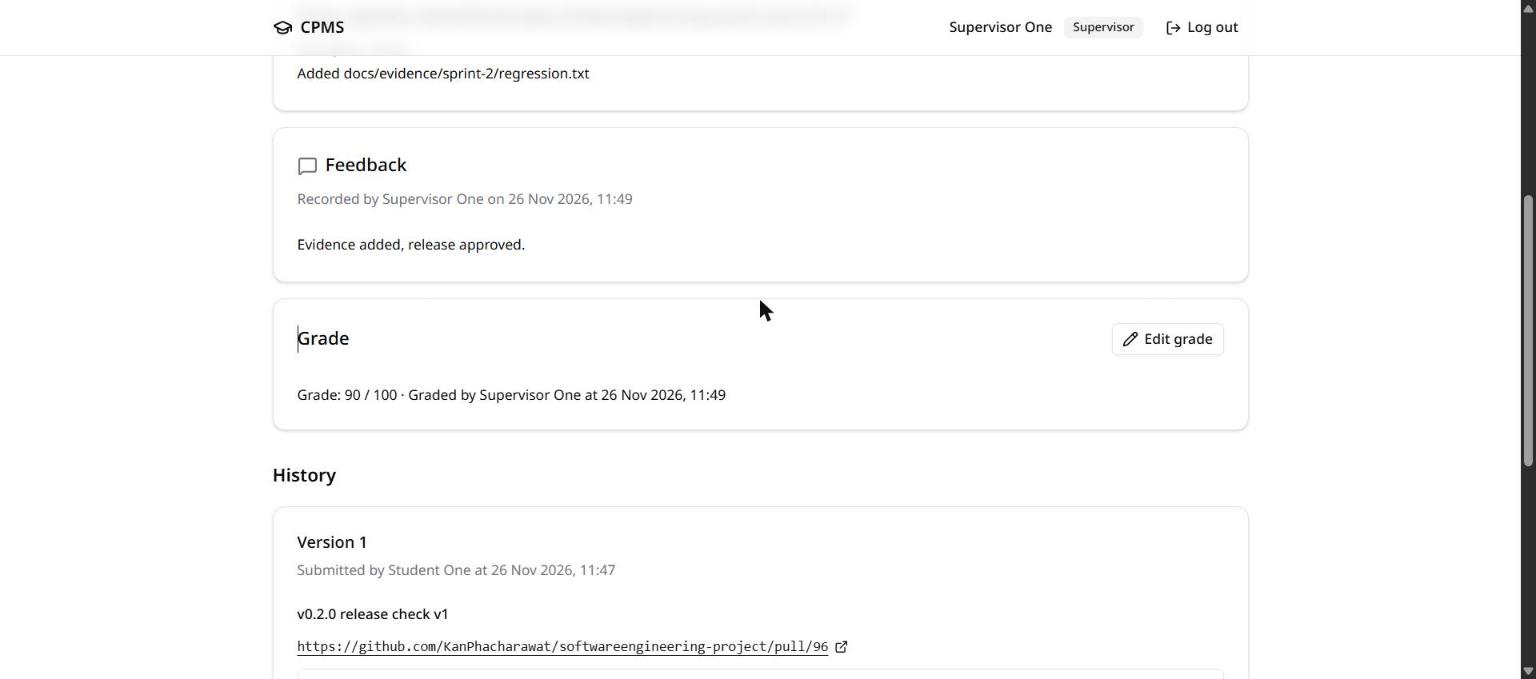 CPMS
Supervisor One Supervisor Log out
Added docs/evidence/sprint-2/regression.txt
Feedback
Recorded by Supervisor One on 26 Nov 2026, 11:49
Evidence added, release approved.
Grade
Edit grade
Grade: 90 / 100 · Graded by Supervisor One at 26 Nov 2026, 11:49
History
Version 1
Submitted by Student One at 26 Nov 2026, 11:47
v0.2.0 release check v1
https://github.com/KanPhacharawat/softwareengineering-project/pull/96